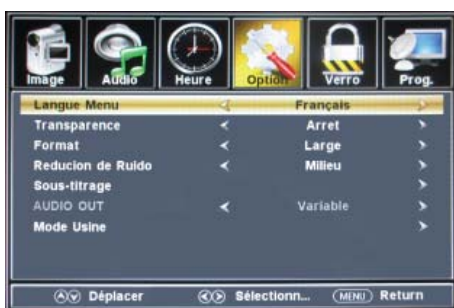 Image Audio Heure Option Verro Prog.
Langue Menu Français
Transparence Arret
Format Large
Reducion de Ruido Milieu
Sous-titrage
AUDIO OUT Variable
Mode Usine
Déplacer Sélectionn... MENU Return